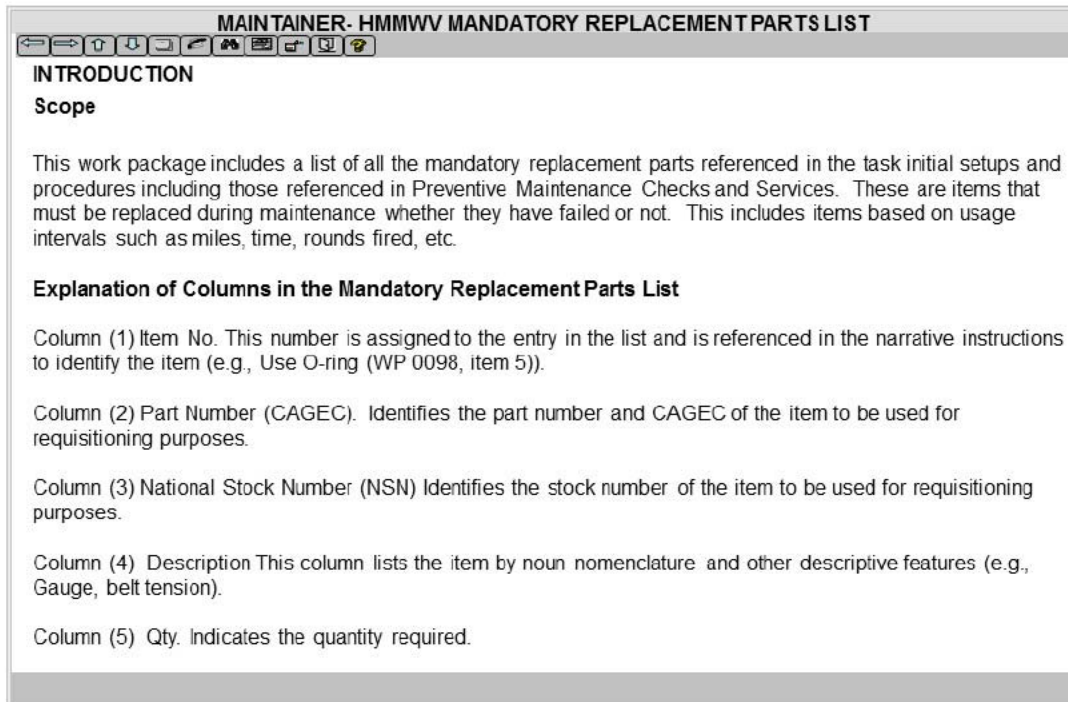 MAINTAINER- HMMWV MANDATORY REPLACEMENT PARTS LIST
INTRODUCTION
Scope
This work package includes a list of all the mandatory replacement parts referenced in the task initial setups and
procedures including those referenced in Preventive Maintenance Checks and Services. These are items that
must be replaced during maintenance whether they have failed or not. This includes items based on usage
intervals such as miles, time, rounds fired, etc.
Explanation of Columns in the Mandatory Replacement Parts List
Column (1) Item No. This number is assigned to the entry in the list and is referenced in the narrative instructions
to identify the item (e.g., Use O-ring (WP 0098, item 5)).
Column (2) Part Number (CAGEC). Identifies the part number and CAGEC of the item to be used for
requisitioning purposes.
Column (3) National Stock Number (NSN) Identifies the stock number of the item to be used for requisitioning
purposes.
Column (4) Description This column lists the item by noun nomenclature and other descriptive features (e.g.,
Gauge, belt tension).
Column (5) Qty. Indicates the quantity required.